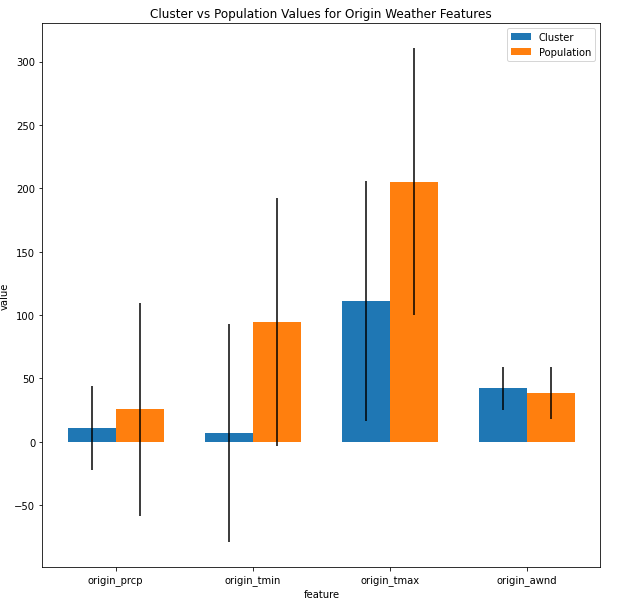 Cluster vs Population Values for Origin Weather Features
Cluster
Population
300
250
200
150
100
50
0
−50
value
origin_prcp
origin_tmin
origin_tmax
origin_awnd
feature